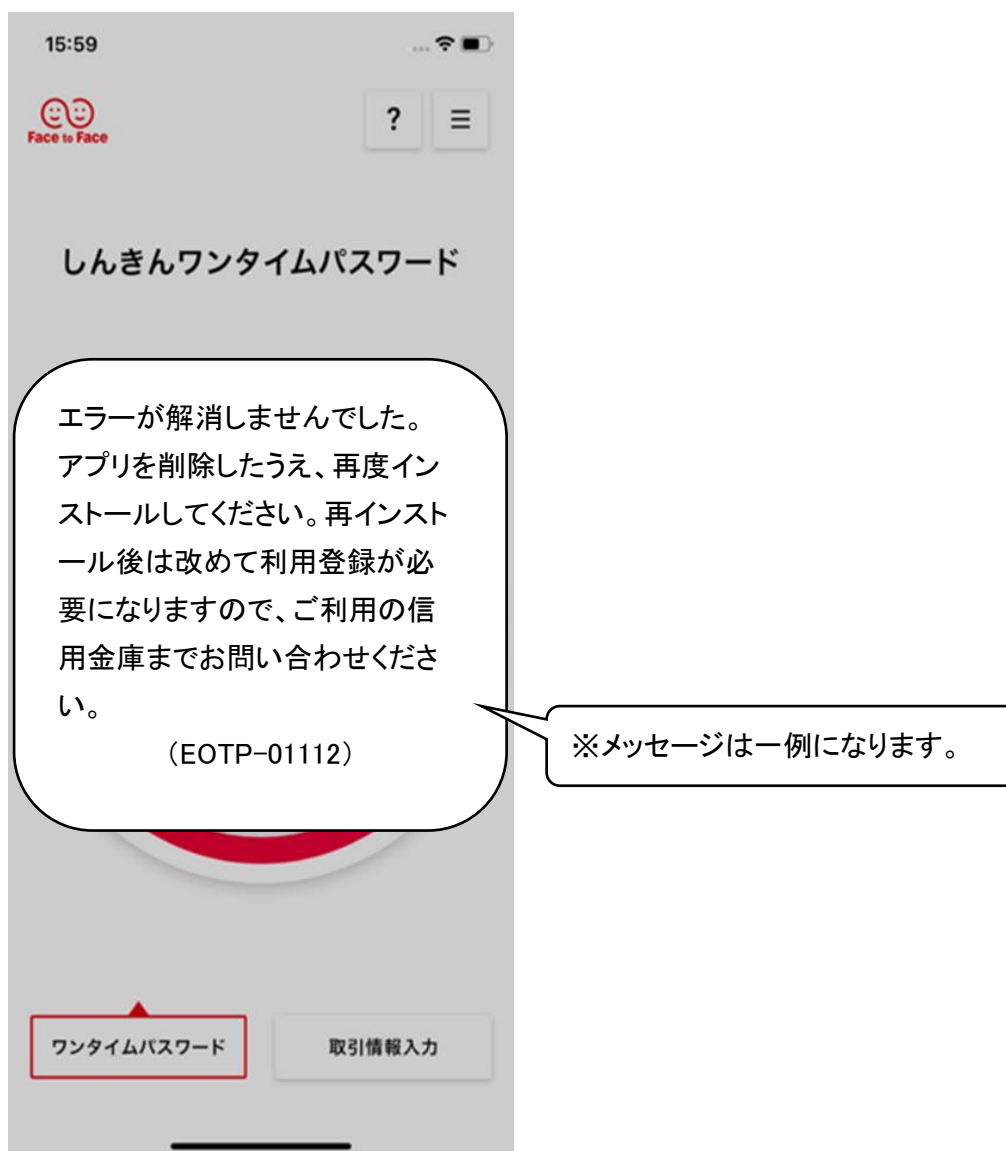 15:59
Face to Face
?
しんきんワンタイムパスワード
エラーが解消しませんでした。
アプリを削除したうえ、再度イン
ストールしてください。再インスト
ール後は改めて利用登録が必
要になりますので、ご利用の信
用金庫までお問い合わせくださ
い。
(EOTP-01112)
※メッセージは一例になります。
ワンタイムパスワード
取引情報入力